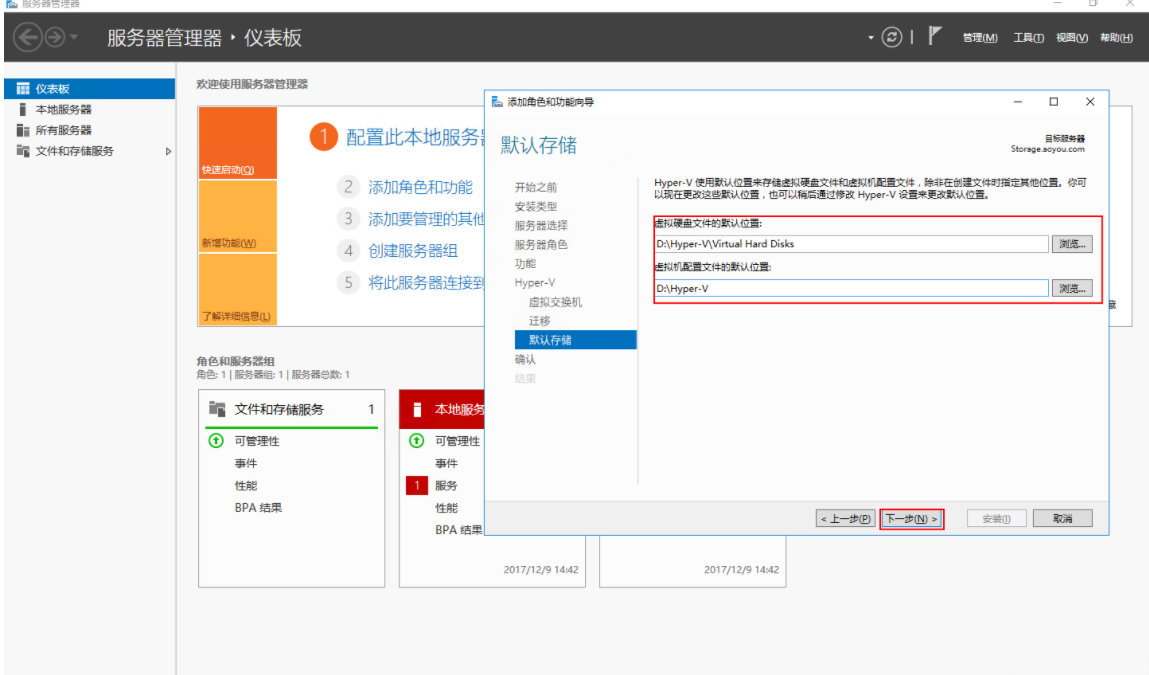 服务器管理器
服务器管理器 · 仪表板
管理(M) 工具(T) 视图(V) 帮助(H)
仪表板
本地服务器
所有服务器
文件和存储服务
欢迎使用服务器管理器
快速启动(Q)
新增功能(W)
了解详细信息(L)
1 配置此本地服务
2 添加角色和功能
3 添加要管理的其他
4 创建服务器组
5 将此服务器连接到
角色和服务器组
角色: 1 | 服务器组: 1 | 服务器总数: 1
文件和存储服务 1
可管理性
事件
性能
BPA 结果
本地服务
可管理性
事件
1 服务
性能
BPA 结果
2017/12/9 14:42
2017/12/9 14:42
添加角色和功能向导
默认存储
目标服务器
Storage.aoyou.com
开始之前
安装类型
服务器选择
服务器角色
功能
Hyper-V
虚拟交换机
迁移
默认存储
确认
结果
Hyper-V 使用默认位置来存储虚拟硬盘文件和虚拟机配置文件，除非在创建文件时指定其他位置。你可
以现在更改这些默认位置，也可以稍后通过修改 Hyper-V 设置来更改默认位置。
虚拟硬盘文件的默认位置:
D:\Hyper-V\Virtual Hard Disks 浏览...
虚拟机配置文件的默认位置:
D:\Hyper-V 浏览...
< 上一步(P) 下一步(N) > 安装(I) 取消